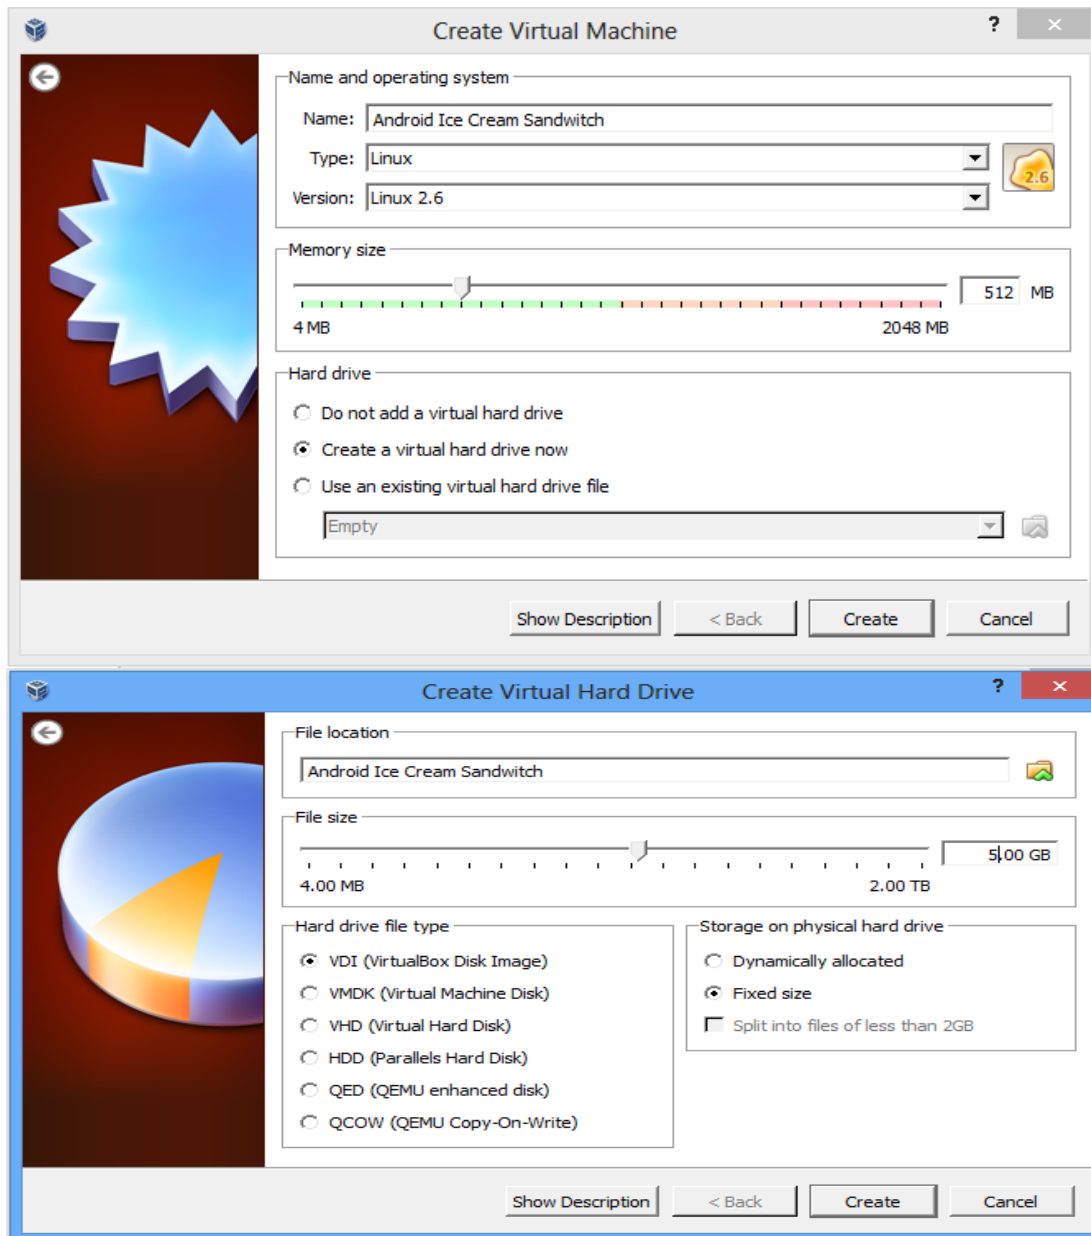 Create Virtual Machine
?
Name and operating system
Name: Android Ice Cream Sandwitch
Type: Linux
2.6
Version: Linux 2.6
Memory size
512 MB
4 MB 2048 MB
Hard drive
Do not add a virtual hard drive
Create a virtual hard drive now
Use an existing virtual hard drive file
Empty
Show Description < Back Create Cancel
Create Virtual Hard Drive
?
File location
Android Ice Cream Sandwitch
File size
5.00 GB
4.00 MB 2.00 TB
Hard drive file type Storage on physical hard drive
VDI (VirtualBox Disk Image) Dynamically allocated
VMDK (Virtual Machine Disk) Fixed size
VHD (Virtual Hard Disk) Split into files of less than 2GB
HDD (Parallels Hard Disk)
QED (QEMU enhanced disk)
QCOW (QEMU Copy-On-Write)
Show Description < Back Create Cancel